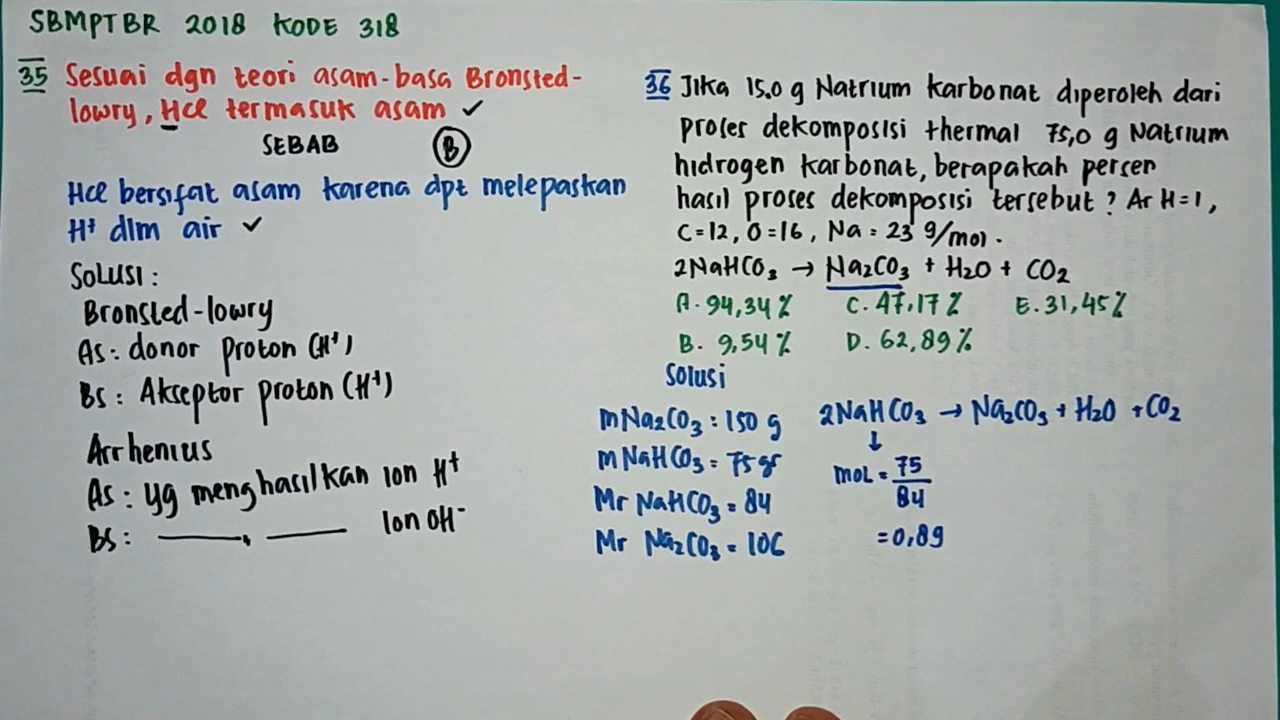 SBMPTBR 2018 KODE 318
35 Sesuai dgn teori asam-basa Bronsted-
lowry, HCl termasuk asam ✓
SEBAB B
HCl bersifat asam karena dpt melepaskan
H⁺ dlm air ✓
Solusi :
Bronsted-lowry
As : donor proton (H⁺)
Bs : Akseptor proton (H⁺)
Arrhenius
As : yg menghasilkan Ion H⁺
Bs : ——— , ——— Ion OH⁻
36 Jika 15.0 g Natrium karbonat diperoleh dari
proses dekomposisi thermal 75,0 g Natrium
hidrogen karbonat, berapakah persen
hasil proses dekomposisi tersebut ? Ar H = 1,
C = 12, O = 16, Na = 23 g/mol.
2NaHCO₃ → Na₂CO₃ + H₂O + CO₂
A. 94,34 % C. 47,17 % E. 31,45 %
B. 9,54 % D. 62,89 %
Solusi
mNa₂CO₃ : 150 g
mNaHCO₃ = 75 gr
Mr NaHCO₃ = 84
Mr Na₂CO₃ = 106
2NaHCO₃ → Na₂CO₃ + H₂O + CO₂
↓
moL = 75/84
= 0,89